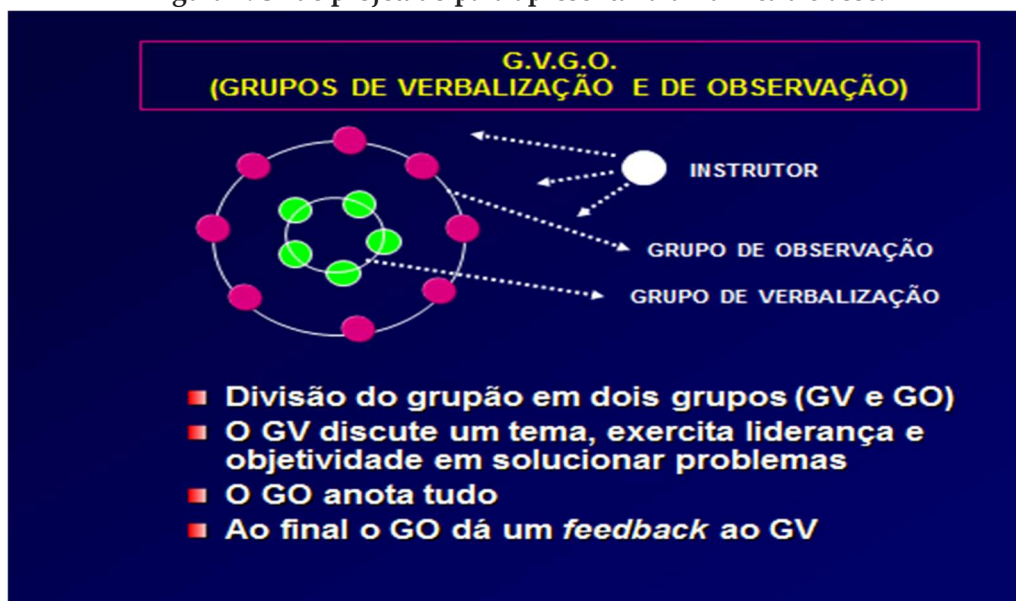 G.V.G.O.
(GRUPOS DE VERBALIZAÇÃO E DE OBSERVAÇÃO)
INSTRUTOR
GRUPO DE OBSERVAÇÃO
GRUPO DE VERBALIZAÇÃO
Divisão do grupão em dois grupos (GV e GO)
O GV discute um tema, exercita liderança e
objetividade em solucionar problemas
O GO anota tudo
Ao final o GO dá um feedback ao GV